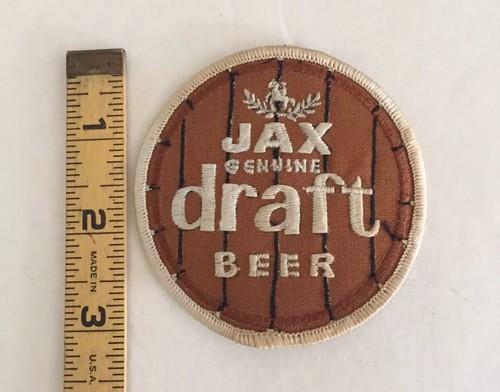 JAX
GENUINE
draft
BEER
1
2
MADE IN
3
U.S.A.